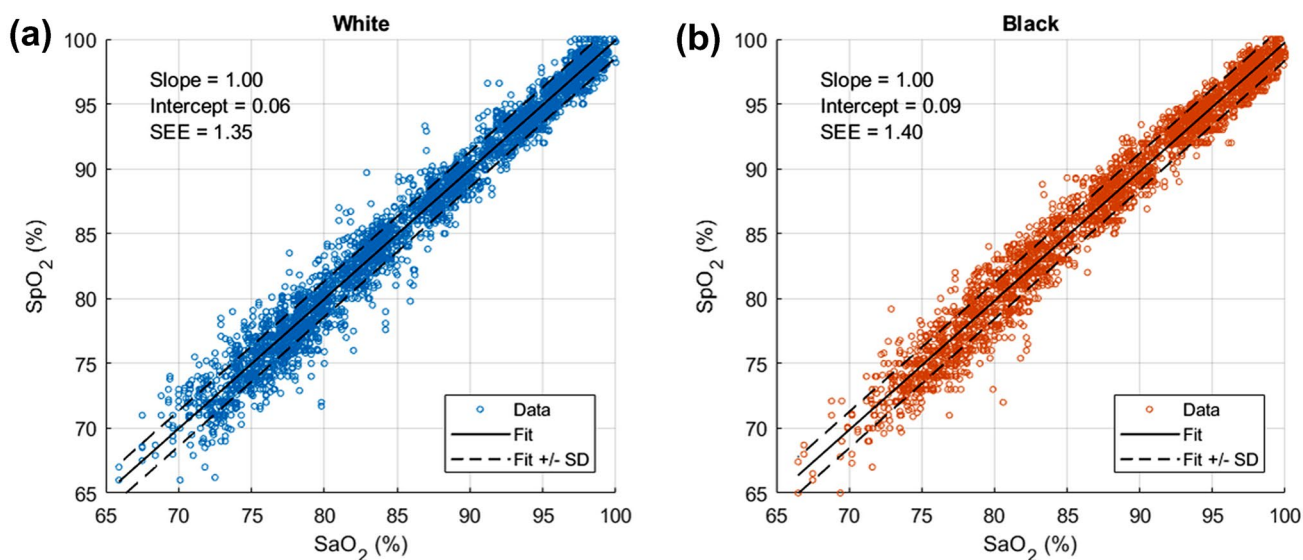 (a)
White
Slope = 1.00
Intercept = 0.06
SEE = 1.35
SpO₂ (%)
100
95
90
85
80
75
70
65
65 70 75 80 85 90 95 100
SaO₂ (%)
Data
Fit
Fit +/- SD
(b)
Black
Slope = 1.00
Intercept = 0.09
SEE = 1.40
SpO₂ (%)
100
95
90
85
80
75
70
65
65 70 75 80 85 90 95 100
SaO₂ (%)
Data
Fit
Fit +/- SD